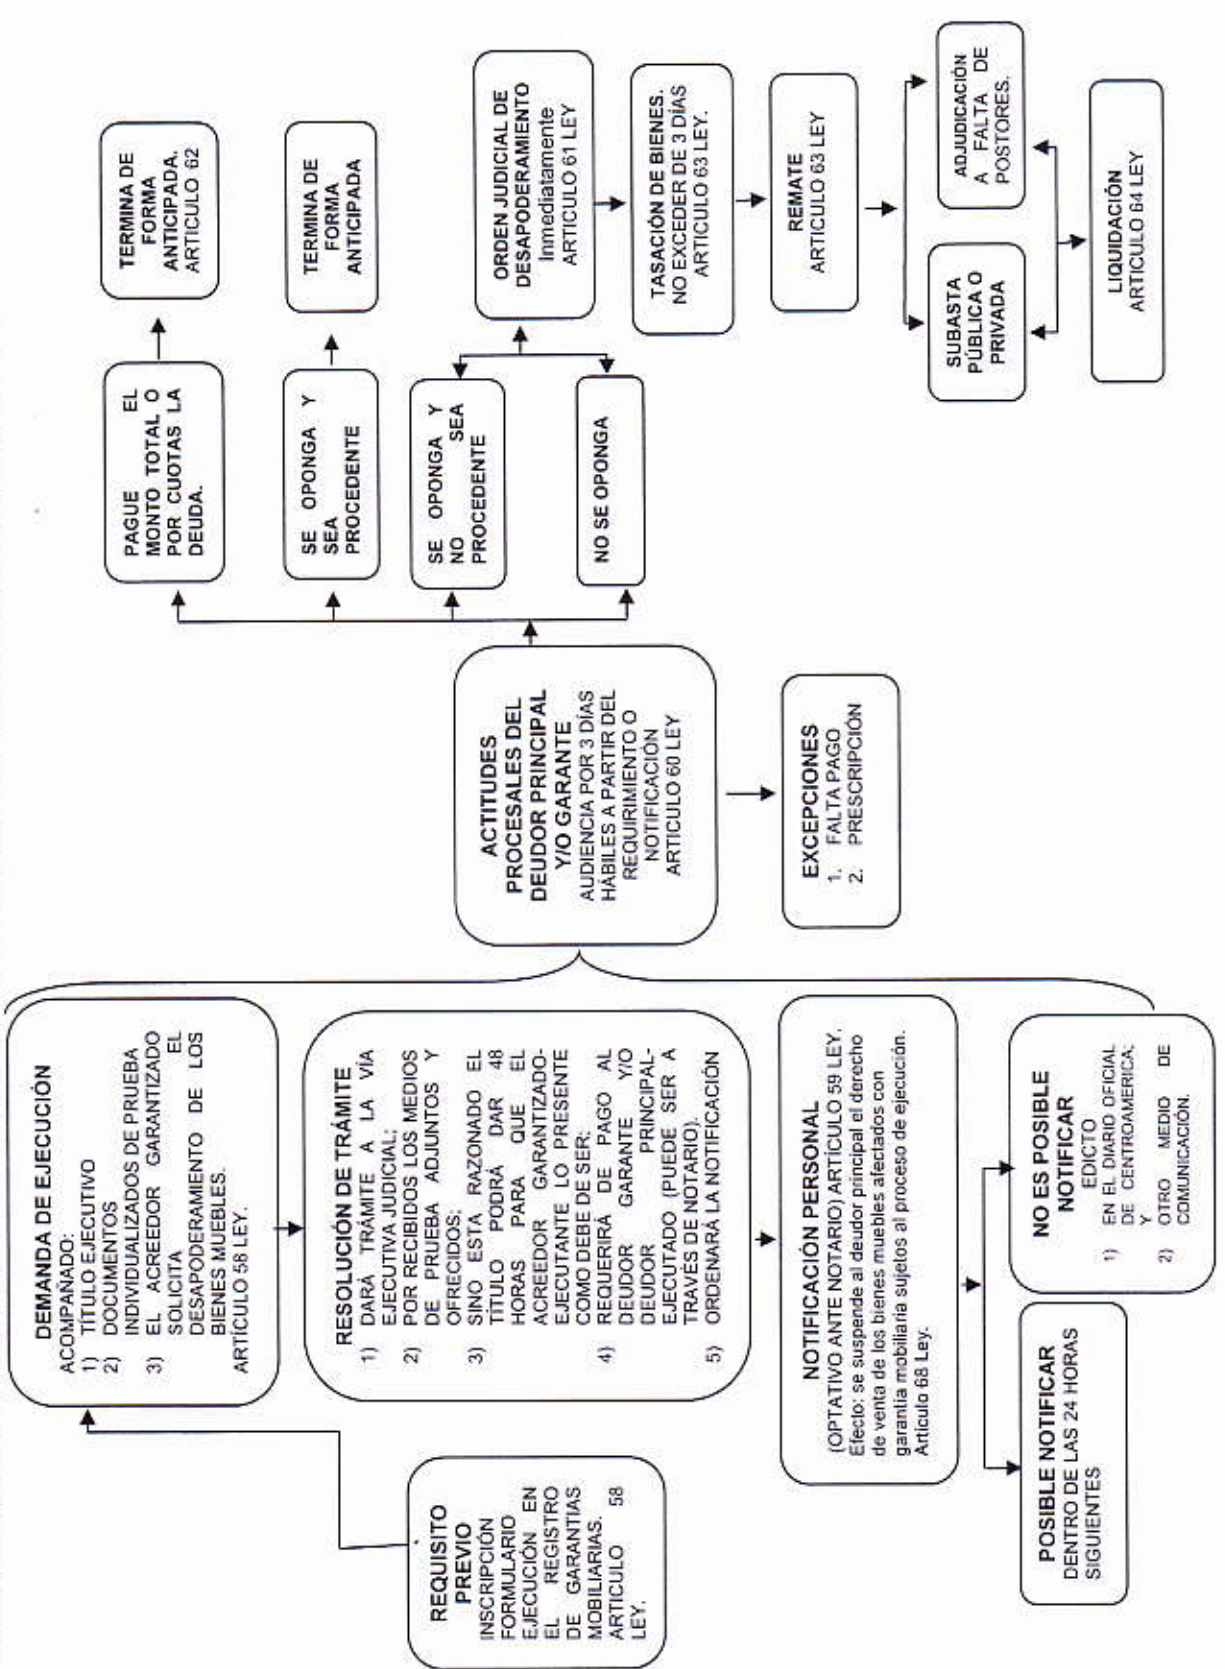 REQUISITO
PREVIO
INSCRIPCIÓN
FORMULARIO
EJECUCIÓN EN
EL REGISTRO
DE GARANTIAS
MOBILIARIAS.
ARTICULO 58
LEY.
DEMANDA DE EJECUCIÓN
ACOMPAÑADO:
1) TÍTULO EJECUTIVO
2) DOCUMENTOS
INDIVIDUALIZADOS DE PRUEBA
3) EL ACREEDOR GARANTIZADO
SOLICITA EL
DESAPODERAMIENTO DE LOS
BIENES MUEBLES.
ARTÍCULO 58 LEY.
RESOLUCIÓN DE TRÁMITE
1) DARÁ TRÁMITE A LA VÍA
EJECUTIVA JUDICIAL;
2) POR RECIBIDOS LOS MEDIOS
DE PRUEBA ADJUNTOS Y
OFRECIDOS;
3) SINO ESTA RAZONADO EL
TÍTULO PODRÁ DAR 48
HORAS PARA QUE EL
ACREEDOR GARANTIZADO-
EJECUTANTE LO PRESENTE
COMO DEBE DE SER;
4) REQUERIRÁ DE PAGO AL
DEUDOR GARANTE Y/O
DEUDOR PRINCIPAL-
EJECUTADO (PUEDE SER A
TRAVÉS DE NOTARIO).
5) ORDENARÁ LA NOTIFICACIÓN
NOTIFICACIÓN PERSONAL
(OPTATIVO ANTE NOTARIO) ARTÍCULO 59 LEY.
Efecto: se suspende al deudor principal el derecho
de venta de los bienes muebles afectados con
garantía mobiliaria sujetos al proceso de ejecución.
Articulo 68 Ley.
POSIBLE NOTIFICAR
DENTRO DE LAS 24 HORAS
SIGUIENTES
NO ES POSIBLE
NOTIFICAR
EDICTO
1) EN EL DIARIO OFICIAL
DE CENTROAMERICA;
Y
2) OTRO MEDIO DE
COMUNICACIÓN.
ACTITUDES
PROCESALES DEL
DEUDOR PRINCIPAL
Y/O GARANTE
AUDIENCIA POR 3 DÍAS
HÁBILES A PARTIR DEL
REQUIRIMIENTO O
NOTIFICACIÓN
ARTICULO 60 LEY
EXCEPCIONES
1. FALTA PAGO
2. PRESCRIPCIÓN
PAGUE EL
MONTO TOTAL O
POR CUOTAS LA
DEUDA.
TERMINA DE
FORMA
ANTICIPADA.
ARTICULO 62
SE OPONGA Y
SEA
PROCEDENTE
TERMINA DE
FORMA
ANTICIPADA
SE OPONGA Y
NO SEA
PROCEDENTE
NO SE OPONGA
ORDEN JUDICIAL DE
DESAPODERAMIENTO
Inmediatamente
ARTICULO 61 LEY
TASACIÓN DE BIENES.
NO EXCEDER DE 3 DÍAS
ARTICULO 63 LEY.
REMATE
ARTICULO 63 LEY
SUBASTA
PÚBLICA O
PRIVADA
ADJUDICACIÓN
A FALTA DE
POSTORES.
LIQUIDACIÓN
ARTICULO 64 LEY